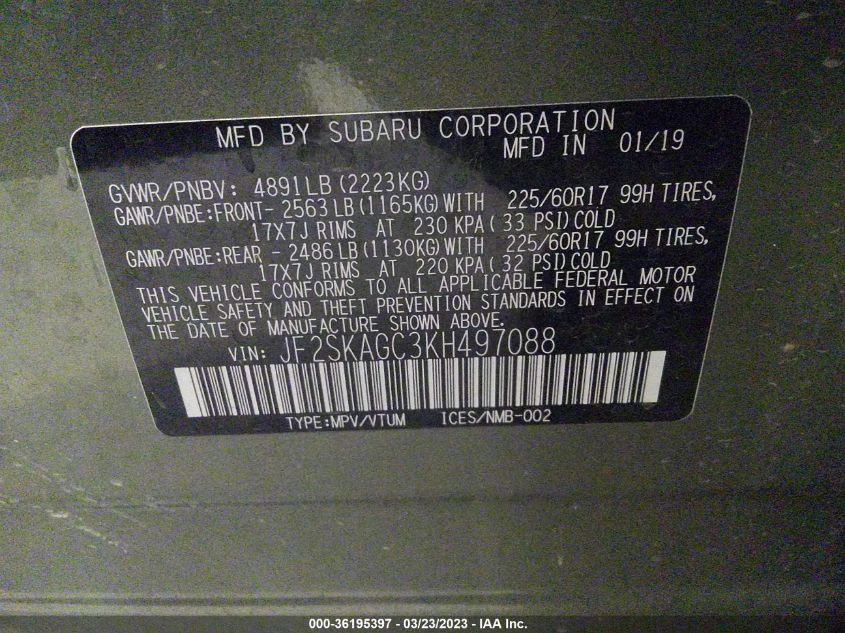 MFD BY SUBARU CORPORATION
MFD IN 01/19
GVWR/PNBV: 4891LB (2223KG)
GAWR/PNBE:FRONT- 2563 LB (1165KG) WITH 225/60R17 99H TIRES,
17X7J RIMS AT 230 KPA ( 33 PSI) COLD
GAWR/PNBE:REAR - 2486 LB (1130KG) WITH 225/60R17 99H TIRES,
17X7J RIMS AT 220 KPA ( 32 PSI) COLD
THIS VEHICLE CONFORMS TO ALL APPLICABLE FEDERAL MOTOR
VEHICLE SAFETY AND THEFT PREVENTION STANDARDS IN EFFECT ON
THE DATE OF MANUFACTURE SHOWN ABOVE.
VIN: JF2SKAGC3KH497088
TYPE:MPV/VTUM ICES/NMB-002
000-36195397 - 03/23/2023 - IAA Inc.